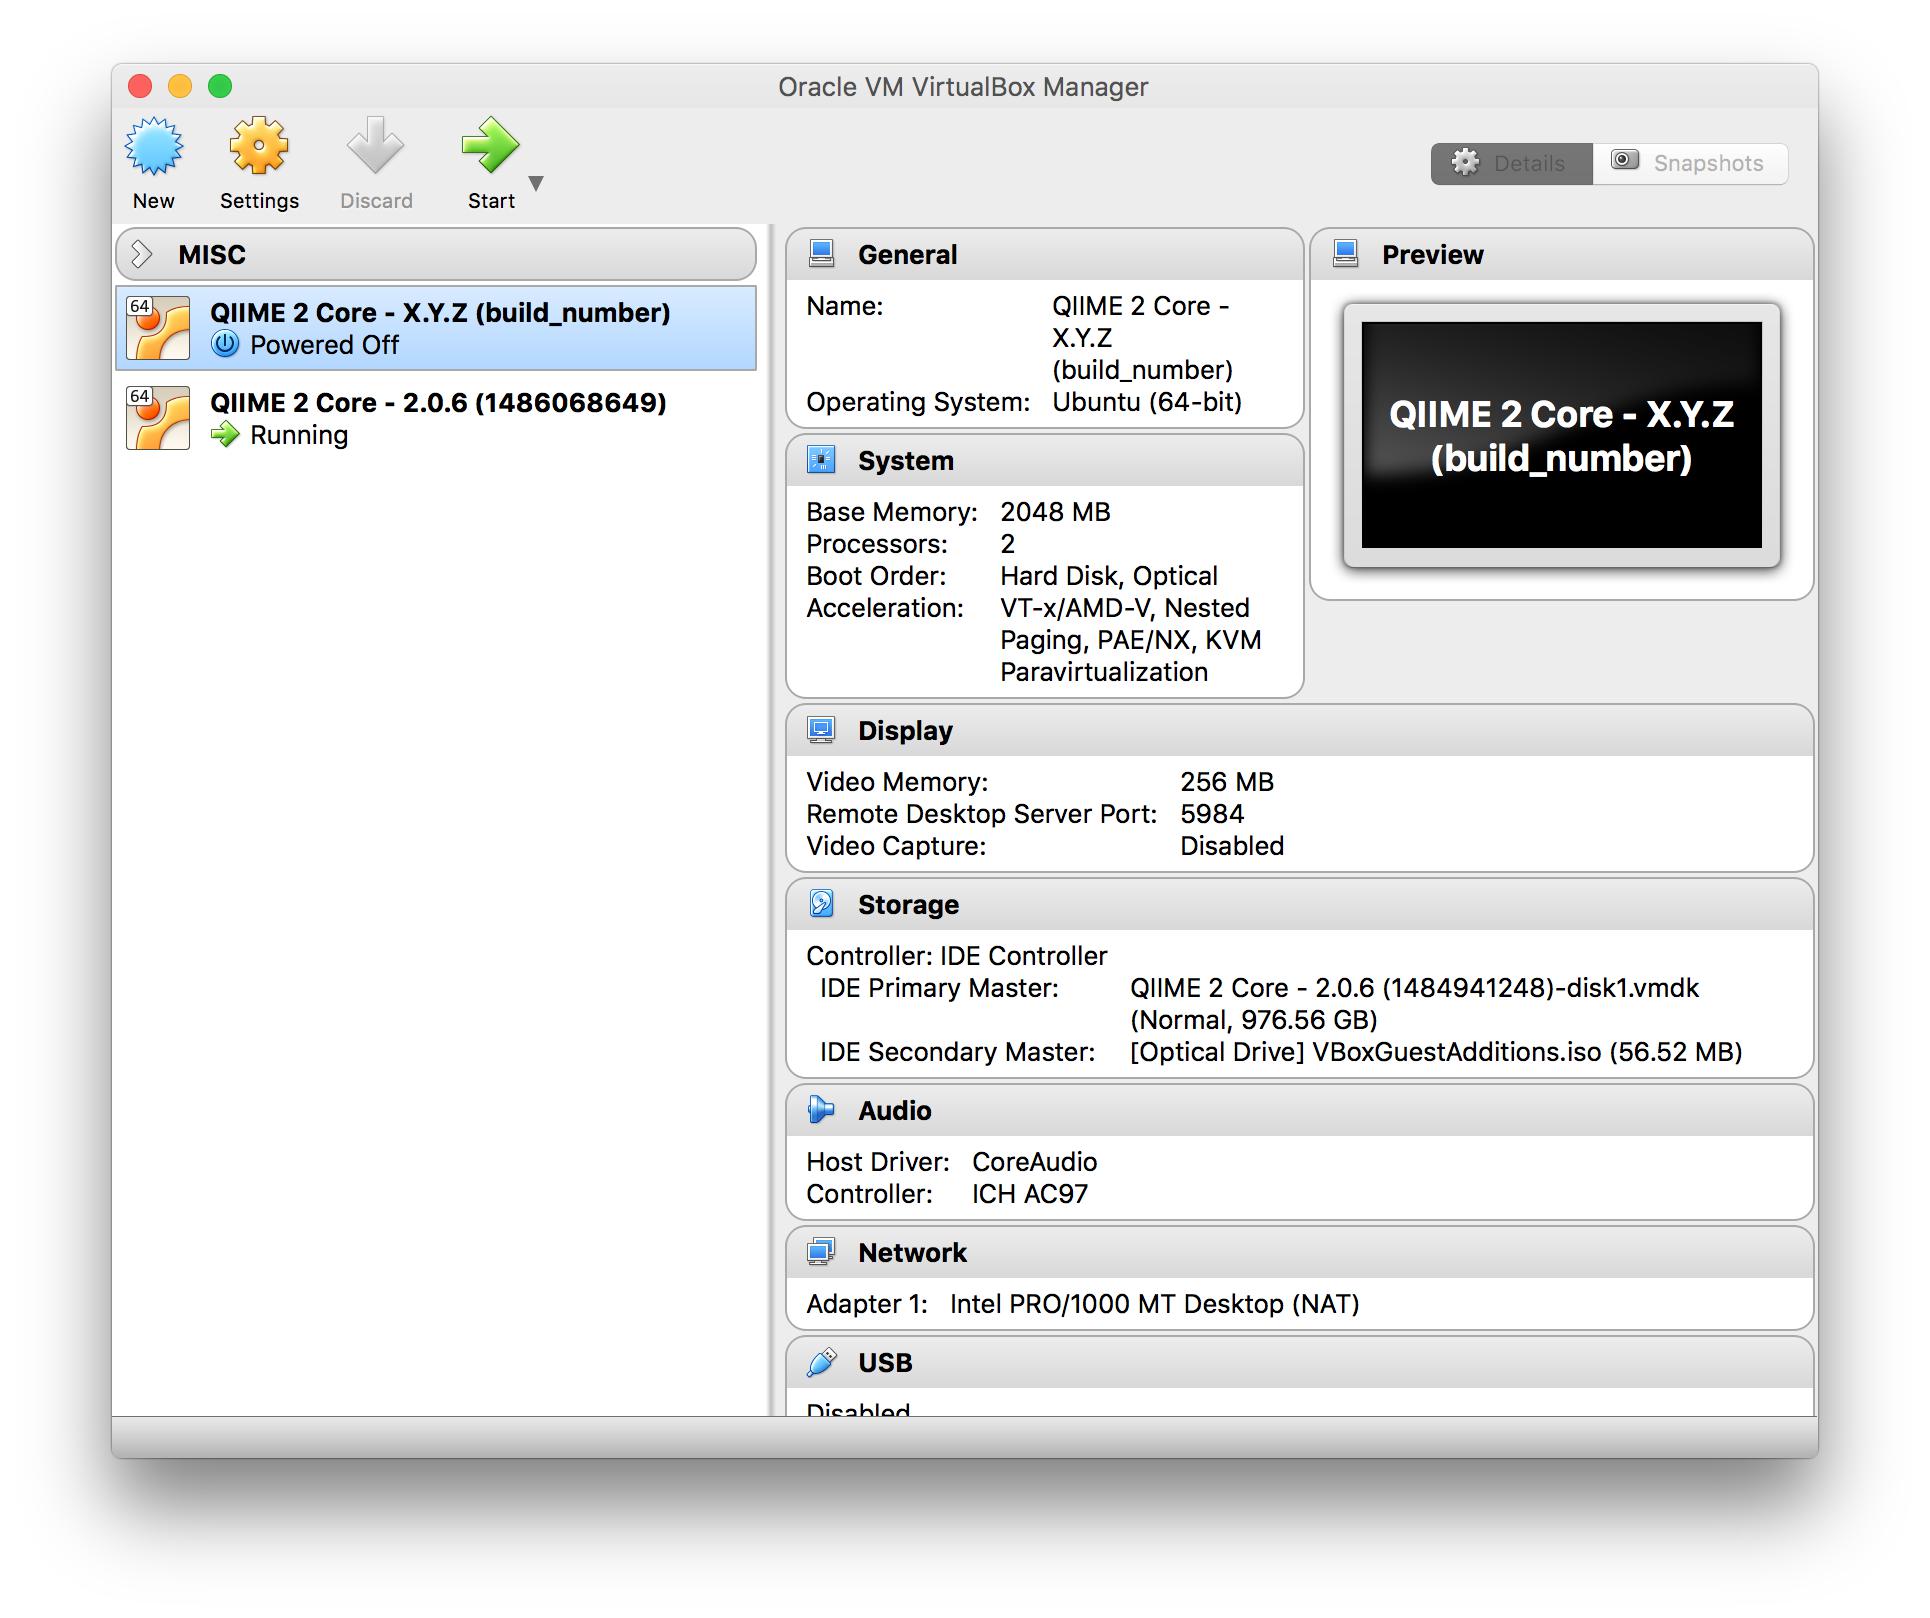 Oracle VM VirtualBox Manager
New
Settings
Discard
Start
Details
Snapshots
MISC
64
QIIME 2 Core - X.Y.Z (build_number)
Powered Off
64
QIIME 2 Core - 2.0.6 (1486068649)
Running
General
Name: QIIME 2 Core -
X.Y.Z
(build_number)
Operating System: Ubuntu (64-bit)
Preview
QIIME 2 Core - X.Y.Z
(build_number)
System
Base Memory: 2048 MB
Processors: 2
Boot Order: Hard Disk, Optical
Acceleration: VT-x/AMD-V, Nested
Paging, PAE/NX, KVM
Paravirtualization
Display
Video Memory: 256 MB
Remote Desktop Server Port: 5984
Video Capture: Disabled
Storage
Controller: IDE Controller
IDE Primary Master: QIIME 2 Core - 2.0.6 (1484941248)-disk1.vmdk
(Normal, 976.56 GB)
IDE Secondary Master: [Optical Drive] VBoxGuestAdditions.iso (56.52 MB)
Audio
Host Driver: CoreAudio
Controller: ICH AC97
Network
Adapter 1: Intel PRO/1000 MT Desktop (NAT)
USB
Disabled